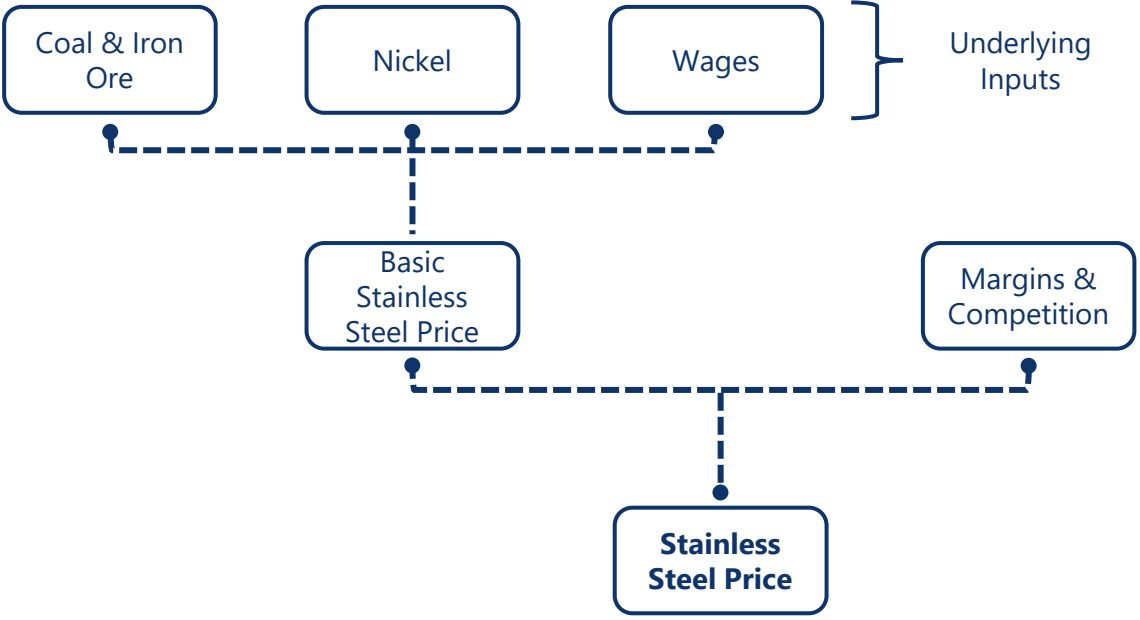 Coal & Iron
Ore
Nickel
Wages
Underlying
Inputs
Basic
Stainless
Steel Price
Margins &
Competition
Stainless
Steel Price